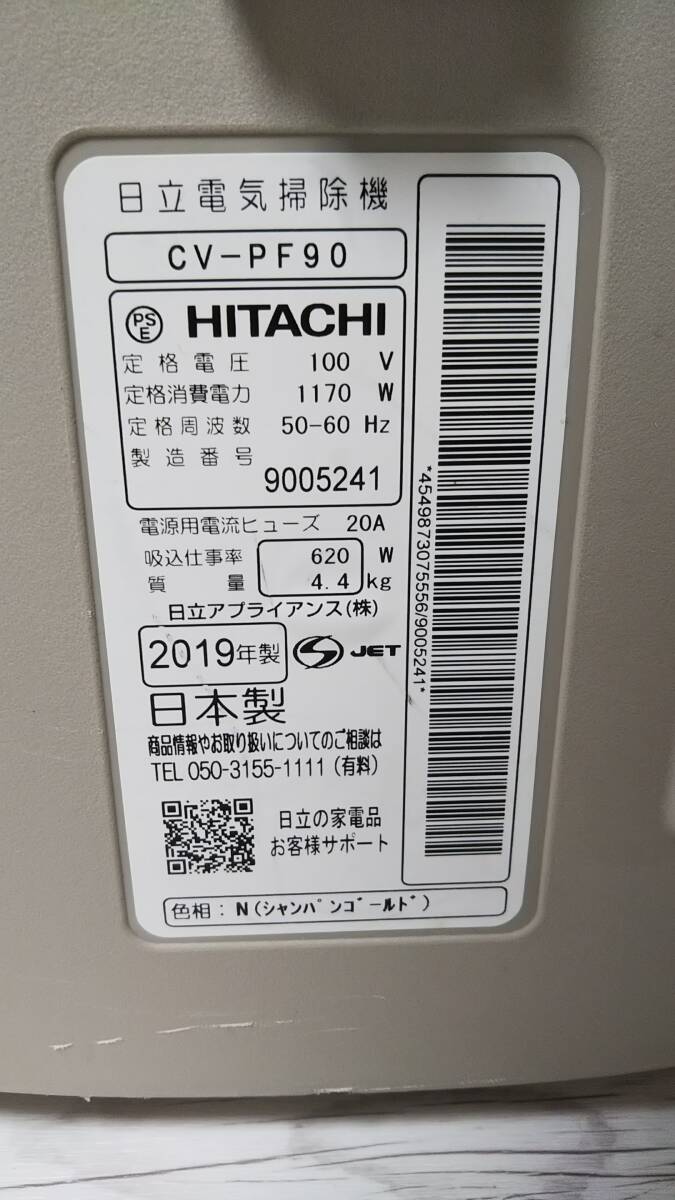 日立電気掃除機
CV-PF90
PS
E
HITACHI
定格電圧 100 V
定格消費電力 1170 W
定格周波数 50-60 Hz
製造番号
9005241
電源用電流ヒューズ 20A
吸込仕事率 620 W
質量 4.4 kg
日立アプライアンス(株)
2019年製 S JET
日本製
商品情報やお取り扱いについてのご相談は
TEL 050-3155-1111 (有料)
日立の家電品
お客様サポート
色相:N(シャンパンゴールド)
*4549873075556/9005241*